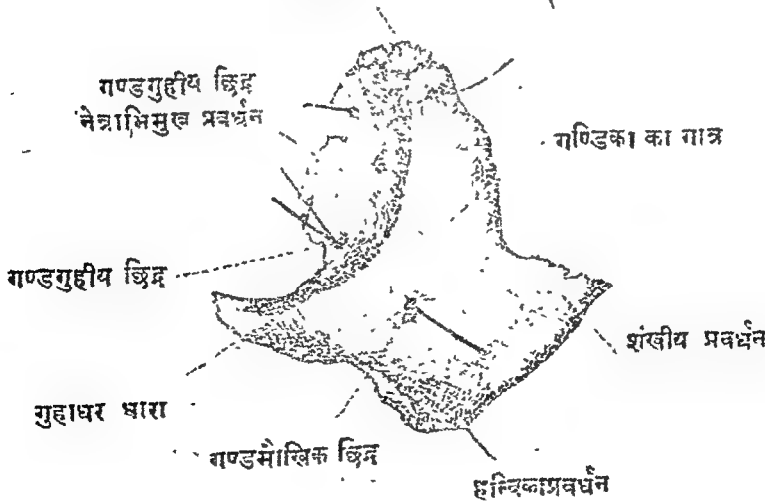 गण्डगुहीय छिद्र
नेत्राभिमुख प्रवर्धन
गण्डिका का गात्र
गण्डगुहीय छिद्र
शंखीय प्रवर्धन
गुहाधर धारा
गण्डमौखिक छिद्र
हन्विकाप्रवर्धन